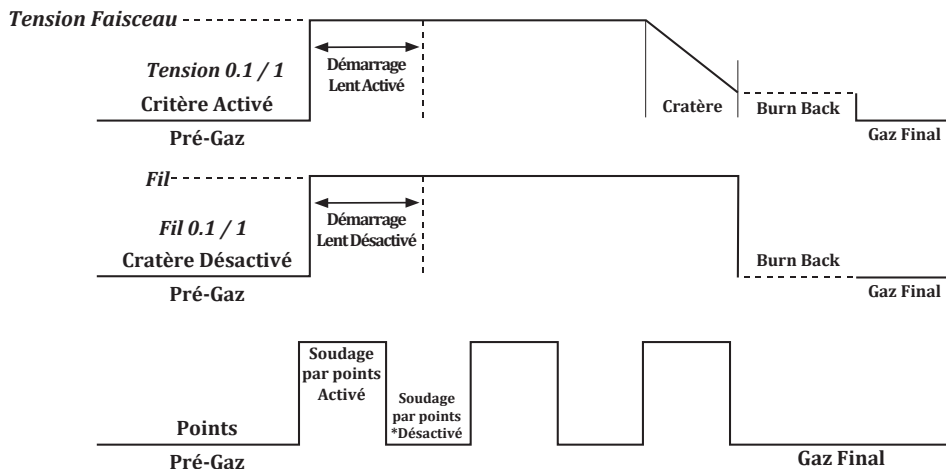 Tension Faisceau
Tension 0.1 / 1
Critère Activé
Pré-Gaz
Démarrage
Lent Activé
Cratère
Burn Back
Gaz Final
Fil
Fil 0.1 / 1
Cratère Désactivé
Pré-Gaz
Démarrage
Lent Désactivé
Burn Back
Gaz Final
Points
Pré-Gaz
Soudage
par points
Activé
Soudage
par points
*Désactivé
Gaz Final